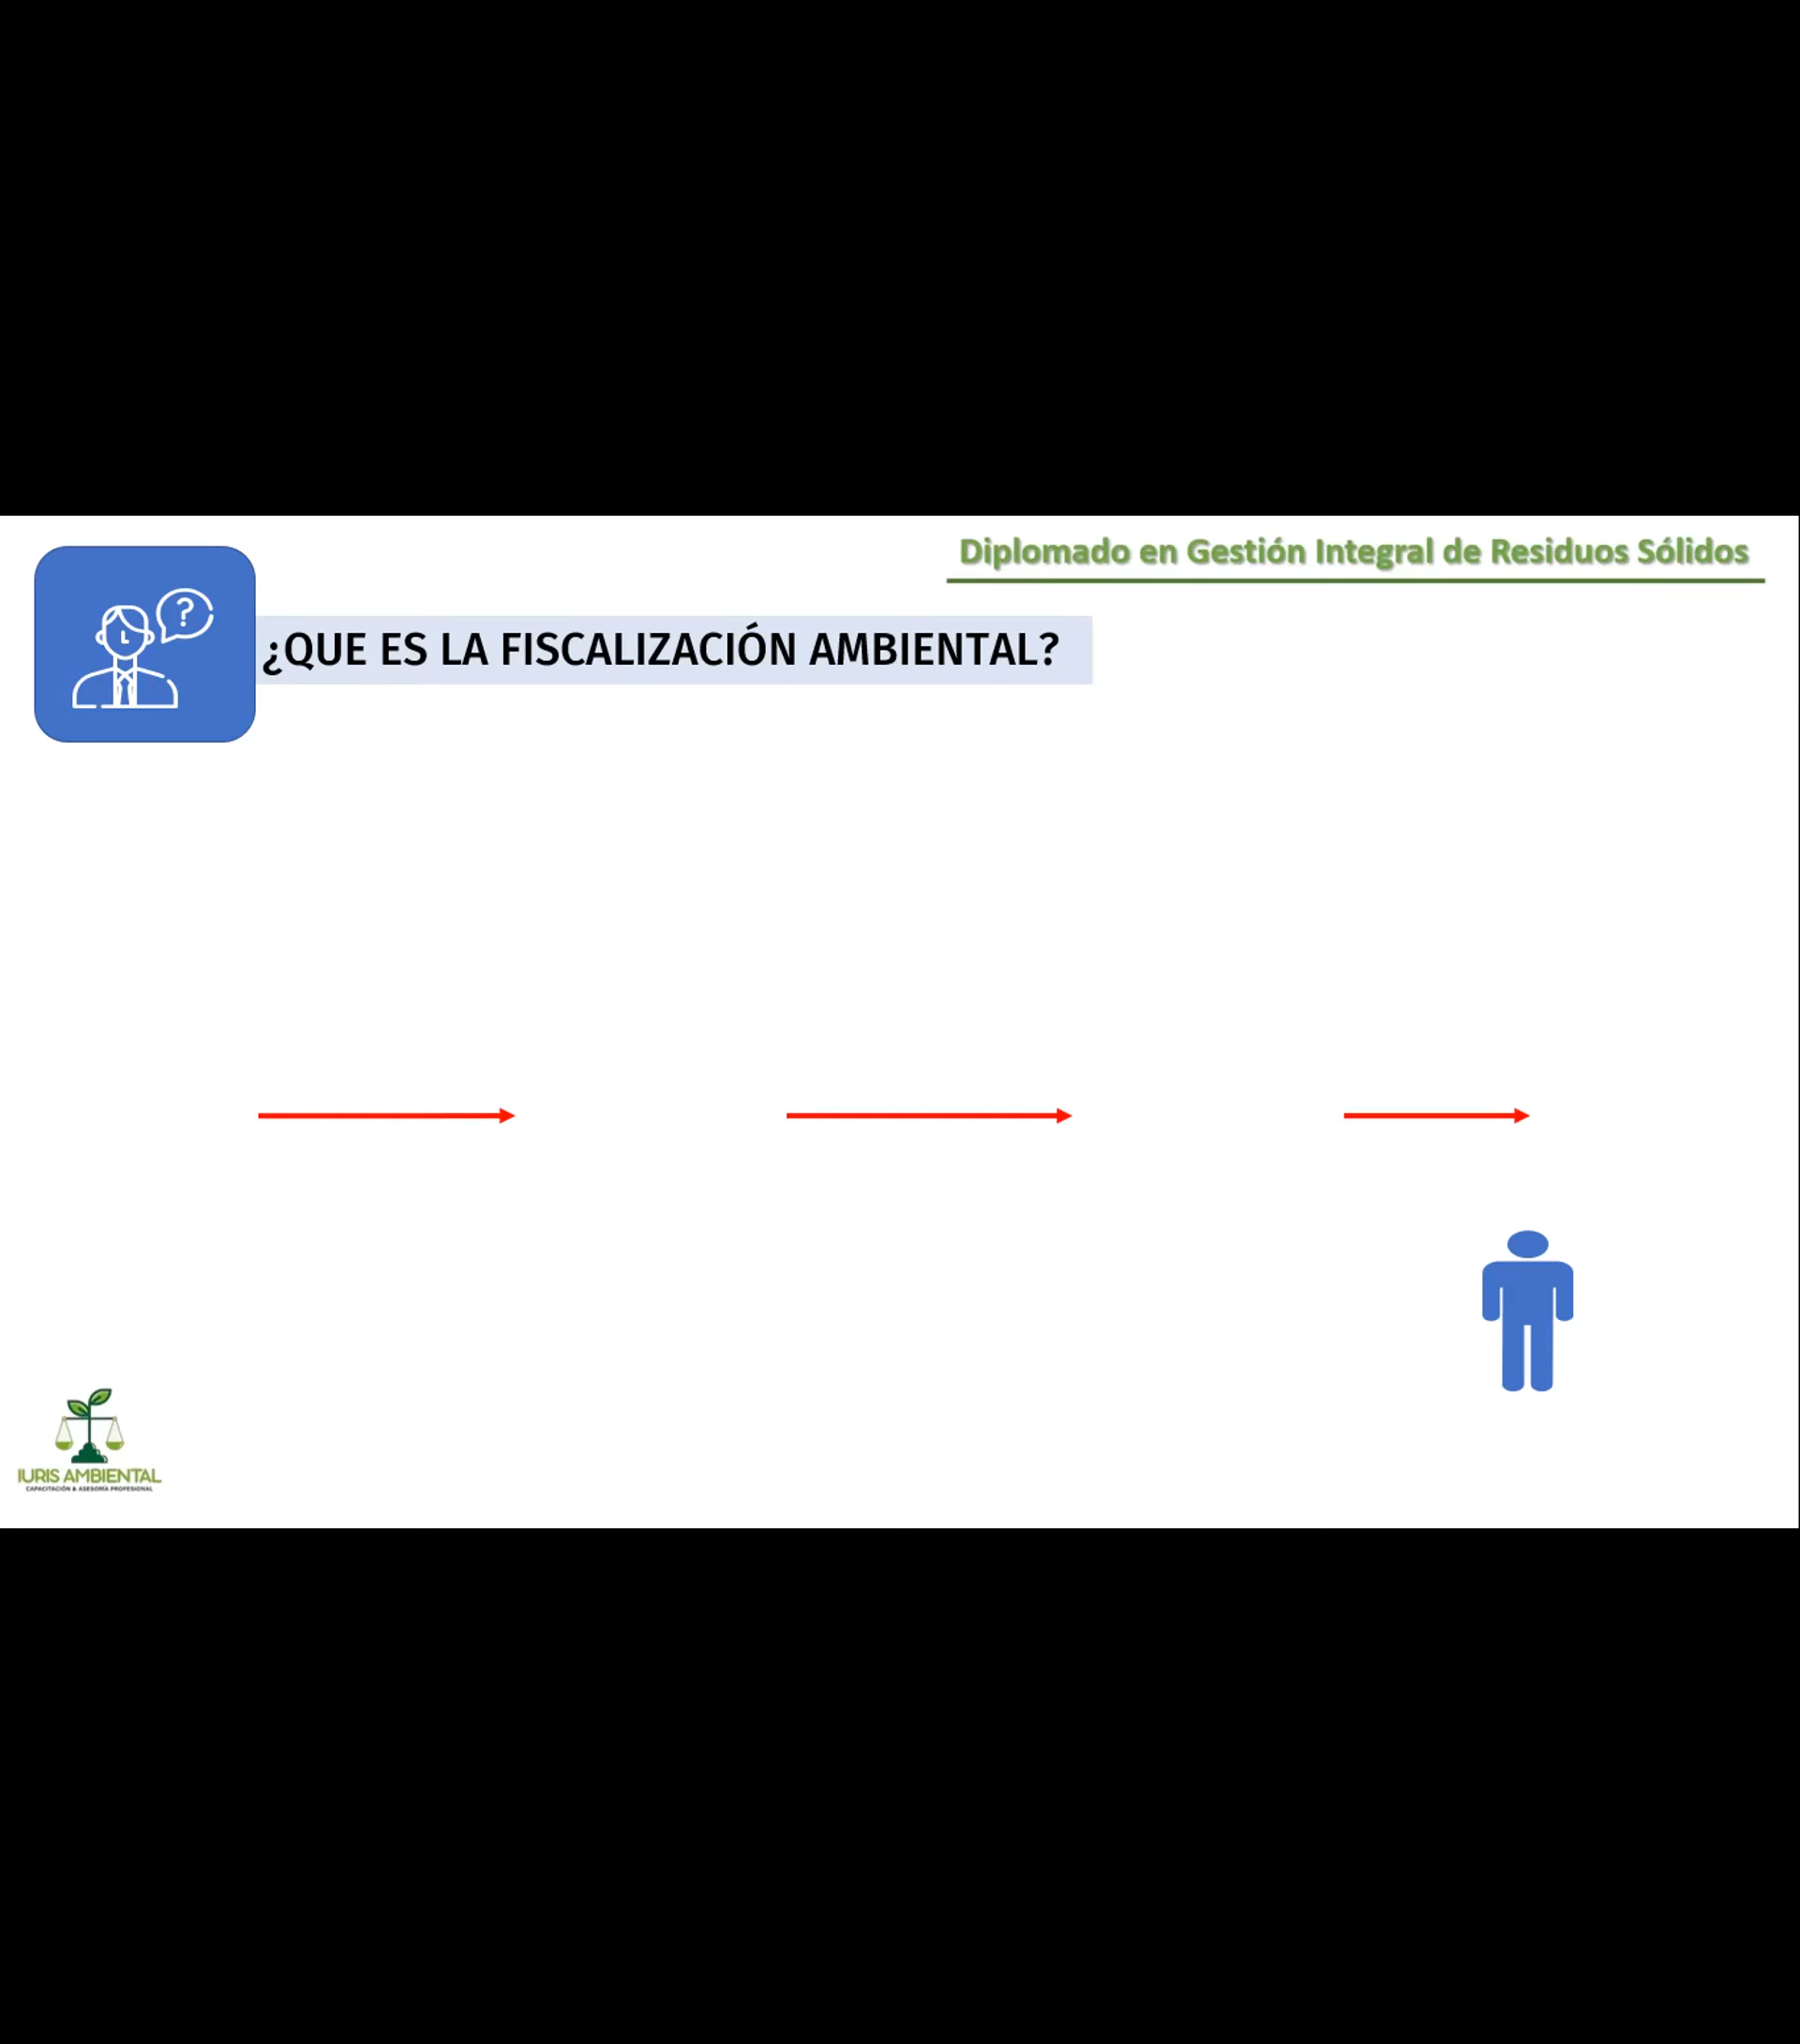 Diplomado en Gestión Integral de Residuos Sólidos
¿QUE ES LA FISCALIZACIÓN AMBIENTAL?
IURIS AMBIENTAL
CAPACITACIÓN & ASESORÍA PROFESIONAL